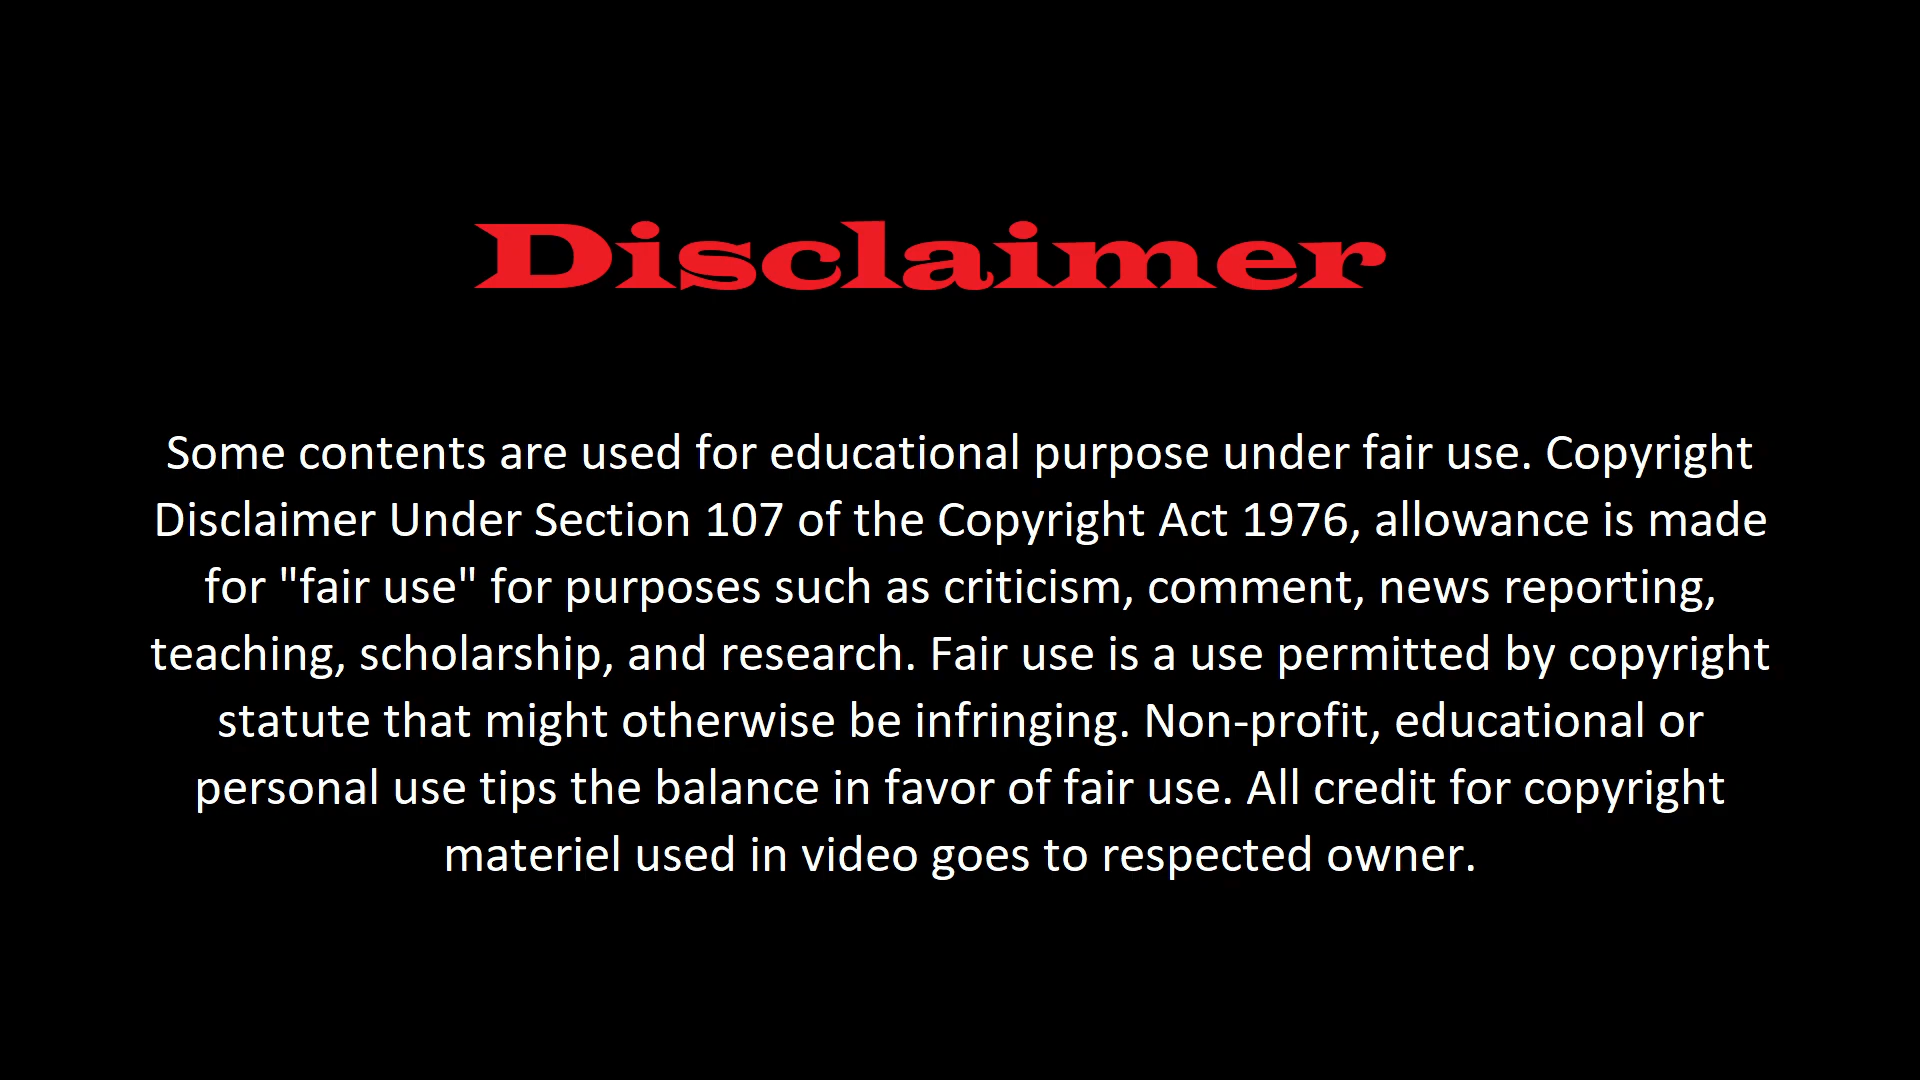 Disclaimer
Some contents are used for educational purpose under fair use. Copyright
Disclaimer Under Section 107 of the Copyright Act 1976, allowance is made
for "fair use" for purposes such as criticism, comment, news reporting,
teaching, scholarship, and research. Fair use is a use permitted by copyright
statute that might otherwise be infringing. Non-profit, educational or
personal use tips the balance in favor of fair use. All credit for copyright
materiel used in video goes to respected owner.